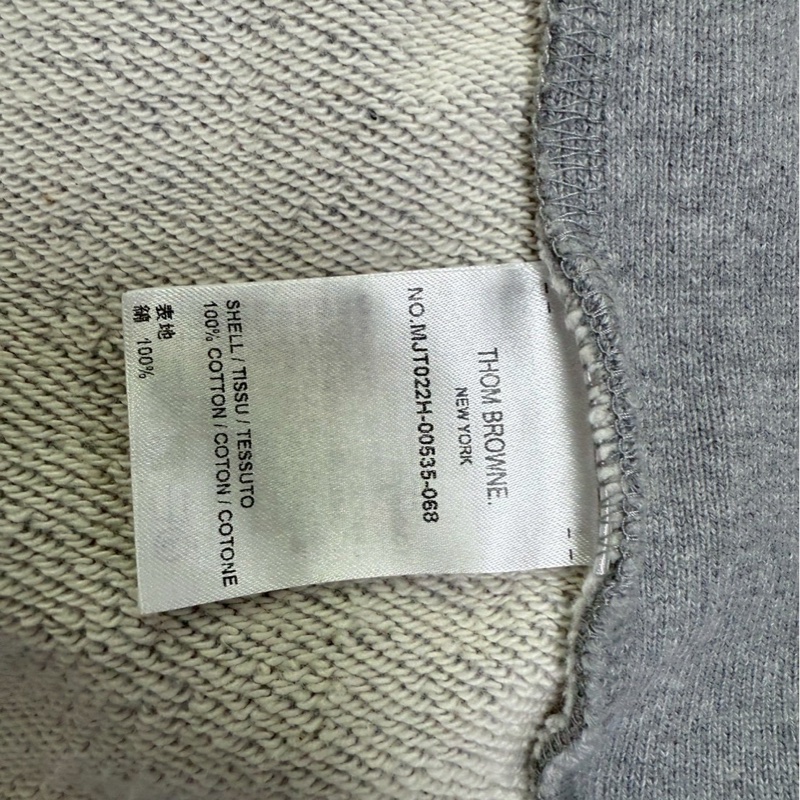 THOM BROWNE.
NEW YORK
NO.MJT022H-00535-068
SHELL / TISSU / TESSUTO
100% COTTON / COTON / COTONE
表地
綿 100%